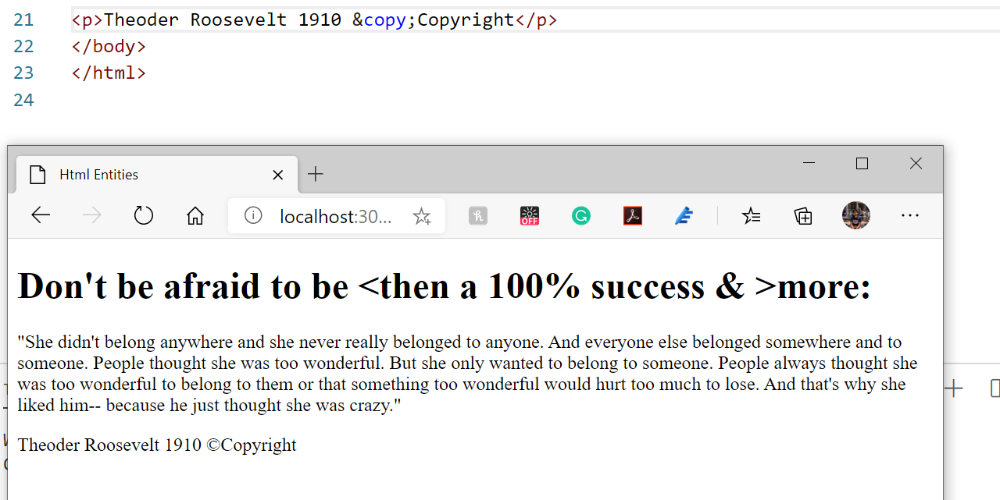 21 <p>Theoder Roosevelt 1910 &copy;Copyright</p>
22 </body>
23 </html>
24
Html Entities
localhost:30...
OFF
Don't be afraid to be <then a 100% success & >more:
"She didn't belong anywhere and she never really belonged to anyone. And everyone else belonged somewhere and to
someone. People thought she was too wonderful. But she only wanted to belong to someone. People always thought she
was too wonderful to belong to them or that something too wonderful would hurt too much to lose. And that's why she
liked him-- because he just thought she was crazy."
Theoder Roosevelt 1910 ©Copyright